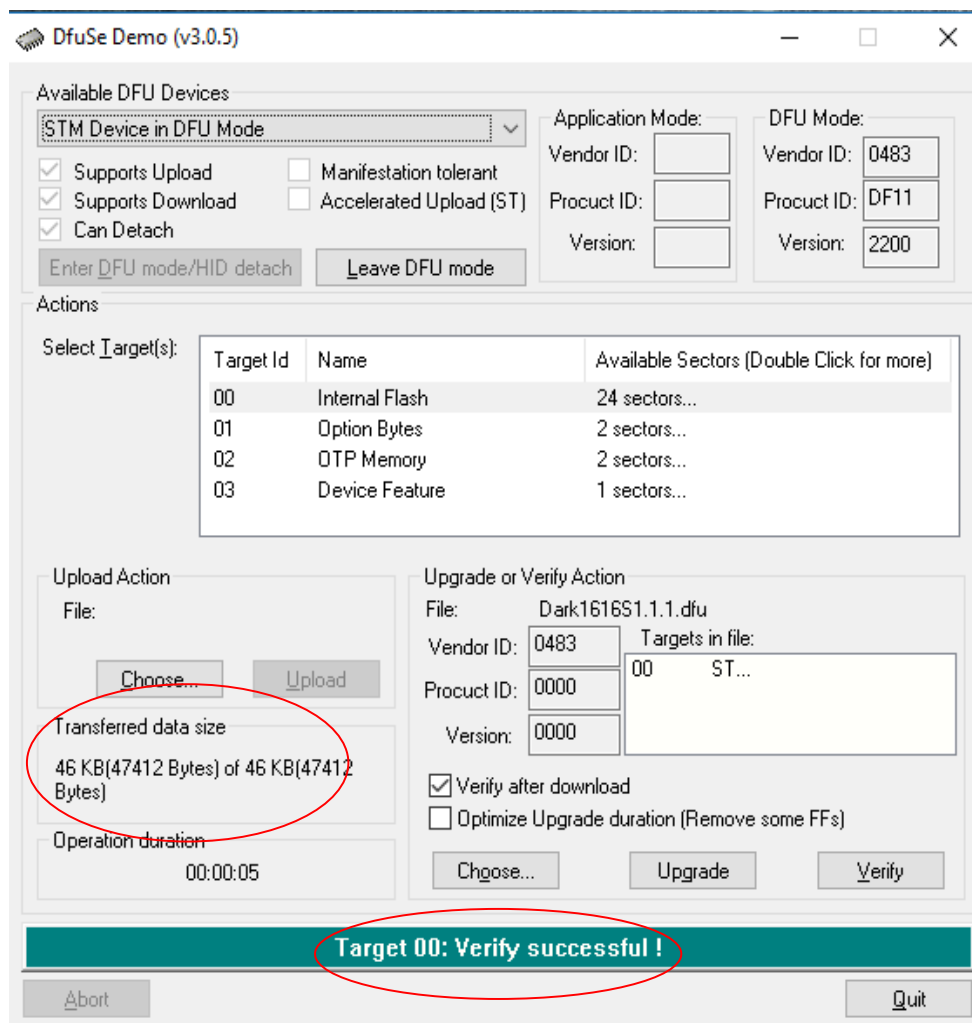 DfuSe Demo (v3.0.5)
Available DFU Devices
STM Device in DFU Mode
Supports Upload
Manifestation tolerant
Supports Download
Accelerated Upload (ST)
Can Detach
Enter DFU mode/HID detach
Leave DFU mode
Application Mode:
Vendor ID:
Procuct ID:
Version:
DFU Mode:
Vendor ID: 0483
Procuct ID: DF11
Version: 2200
Actions
Select Target(s):
Target Id Name Available Sectors (Double Click for more)
00 Internal Flash 24 sectors...
01 Option Bytes 2 sectors...
02 OTP Memory 2 sectors...
03 Device Feature 1 sectors...
Upload Action
File:
Choose... Upload
Transferred data size
46 KB(47412 Bytes) of 46 KB(47412
Bytes)
Operation duration
00:00:05
Upgrade or Verify Action
File: Dark1616S1.1.1.dfu
Vendor ID: 0483
Procuct ID: 0000
Version: 0000
Targets in file:
00 ST...
Verify after download
Optimize Upgrade duration (Remove some FFs)
Choose... Upgrade Verify
Target 00: Verify successful !
Abort Quit